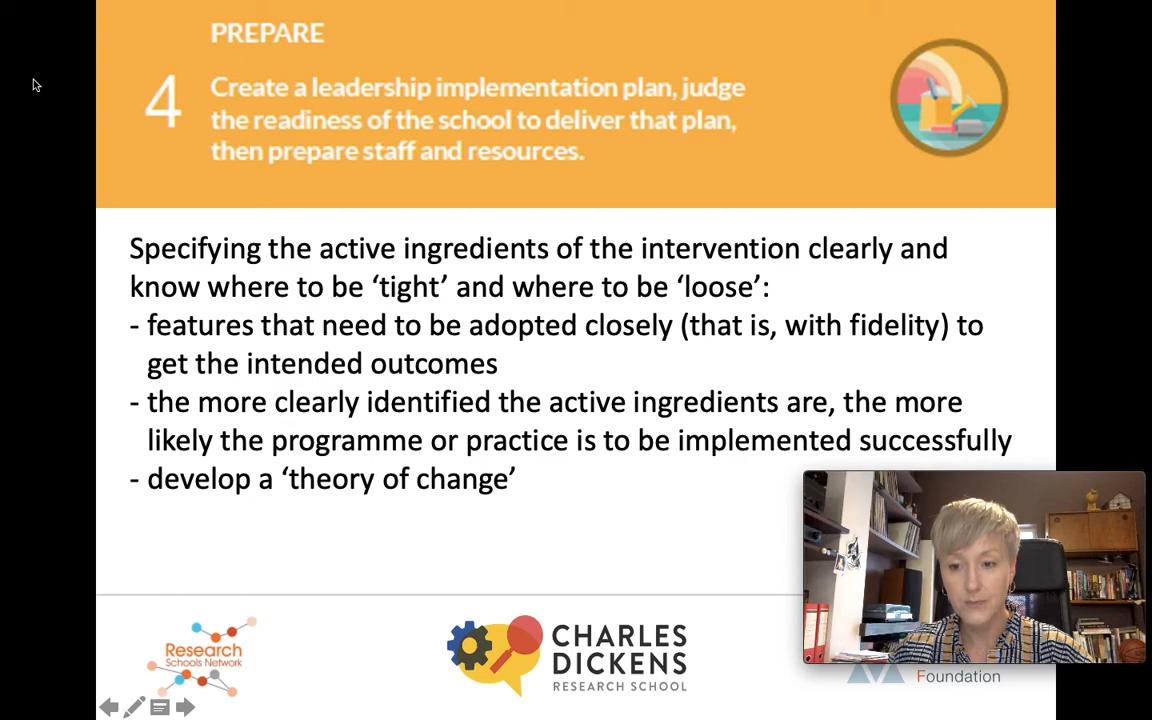 PREPARE
4
Create a leadership implementation plan, judge
the readiness of the school to deliver that plan,
then prepare staff and resources.
Specifying the active ingredients of the intervention clearly and
know where to be ‘tight’ and where to be ‘loose’:
- features that need to be adopted closely (that is, with fidelity) to
get the intended outcomes
- the more clearly identified the active ingredients are, the more
likely the programme or practice is to be implemented successfully
- develop a ‘theory of change’
Research
Schools Network
CHARLES
DICKENS
RESEARCH SCHOOL
Foundation